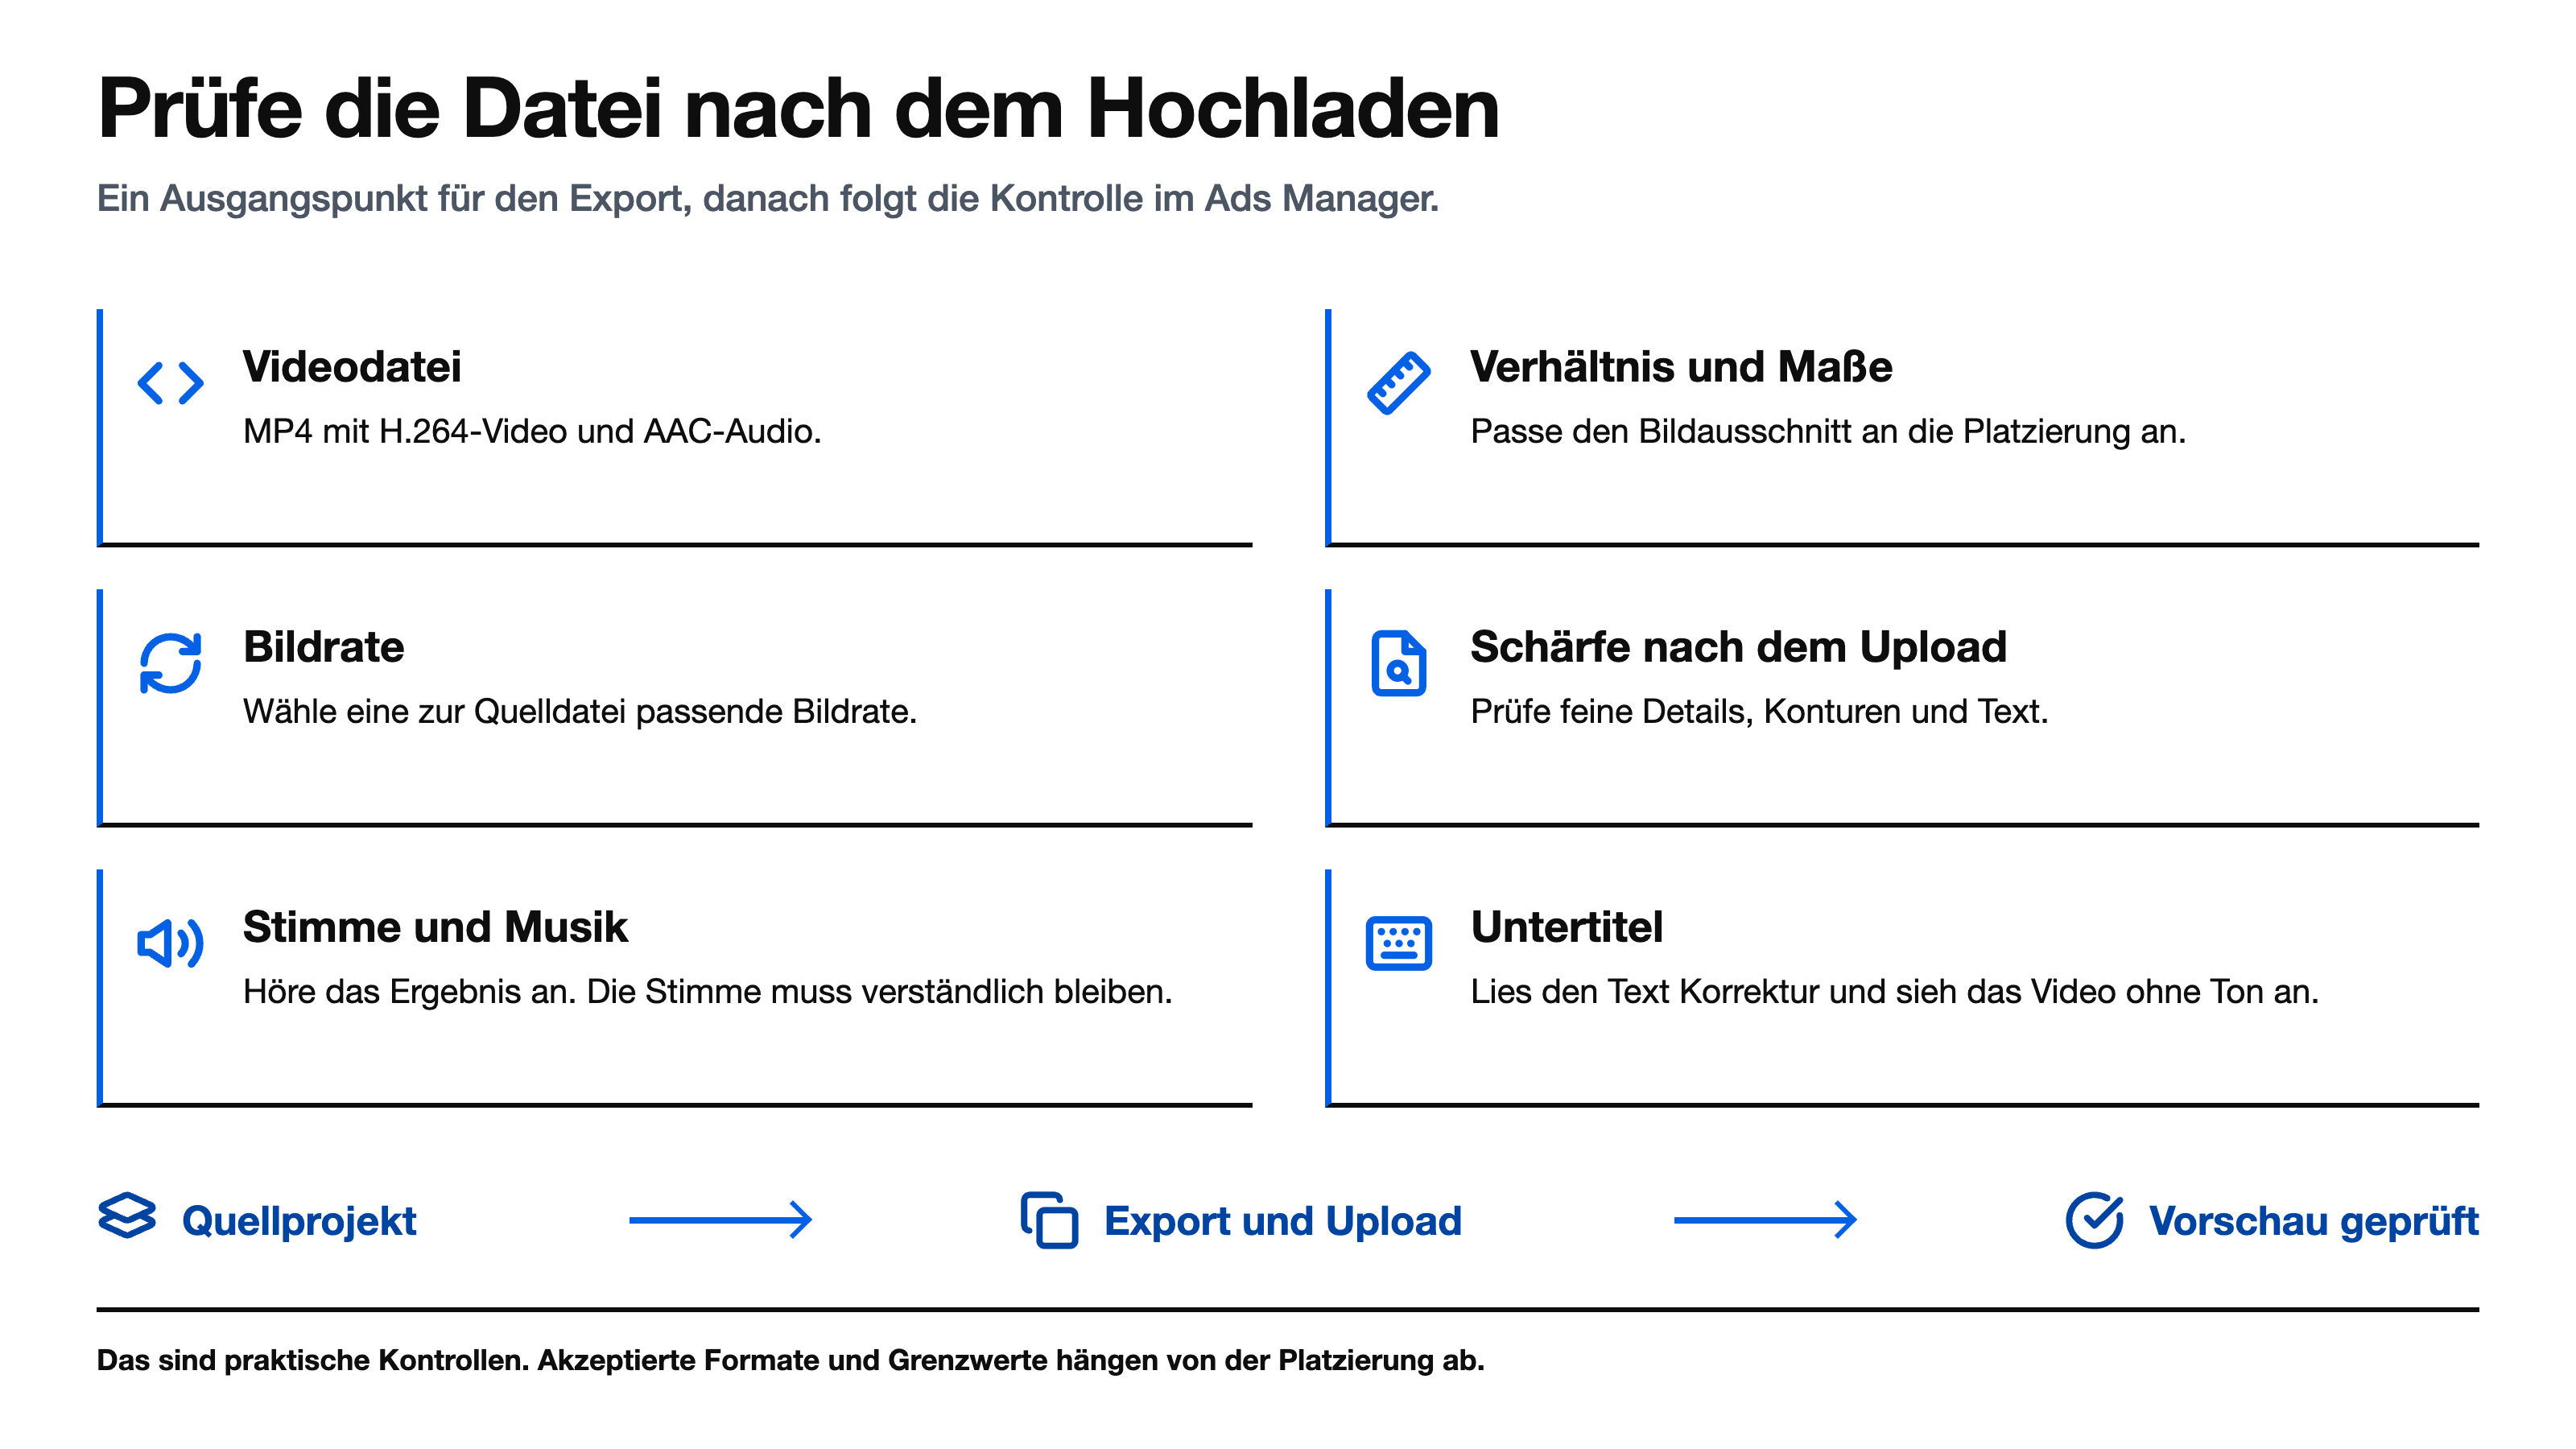 Prüfe die Datei nach dem Hochladen
Ein Ausgangspunkt für den Export, danach folgt die Kontrolle im Ads Manager.
Videodatei
MP4 mit H.264-Video und AAC-Audio.
Verhältnis und Maße
Passe den Bildausschnitt an die Platzierung an.
Bildrate
Wähle eine zur Quelldatei passende Bildrate.
Schärfe nach dem Upload
Prüfe feine Details, Konturen und Text.
Stimme und Musik
Höre das Ergebnis an. Die Stimme muss verständlich bleiben.
Untertitel
Lies den Text Korrektur und sieh das Video ohne Ton an.
Quellprojekt
Export und Upload
Vorschau geprüft
Das sind praktische Kontrollen. Akzeptierte Formate und Grenzwerte hängen von der Platzierung ab.